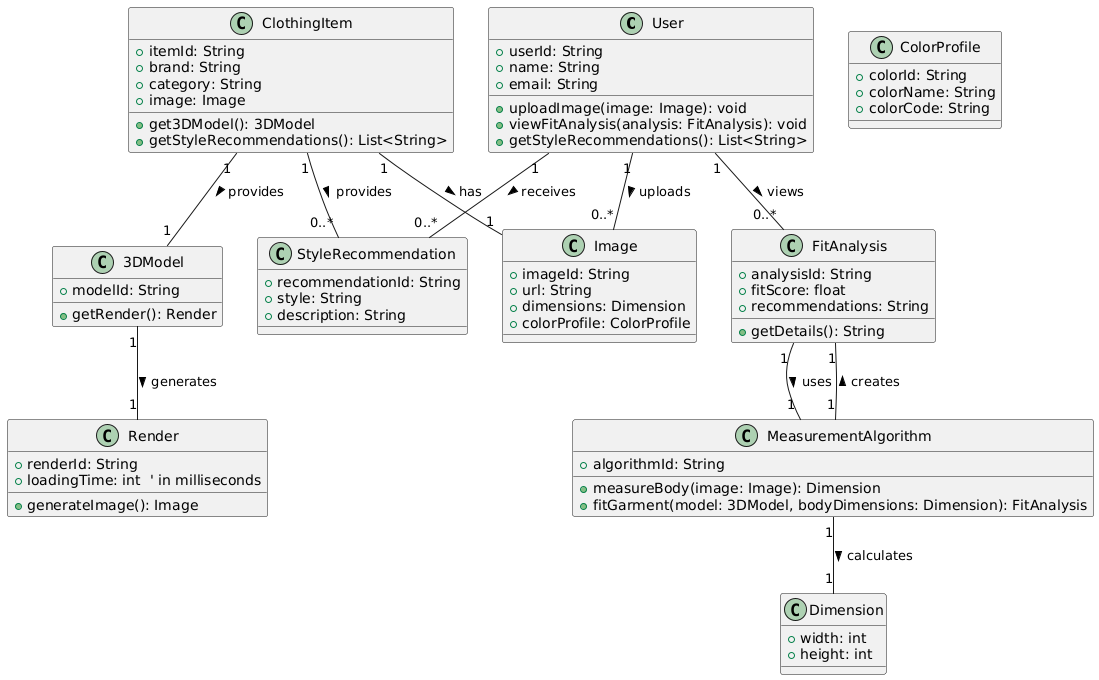 C ClothingItem
itemId: String
brand: String
category: String
image: Image
get3DModel(): 3DModel
getStyleRecommendations(): List<String>
C User
userId: String
name: String
email: String
uploadImage(image: Image): void
viewFitAnalysis(analysis: FitAnalysis): void
getStyleRecommendations(): List<String>
C ColorProfile
colorId: String
colorName: String
colorCode: String
1
provides
1
1
provides
0..*
1
has
1
1
receives
0..*
1
uploads
0..*
1
views
0..*
C 3DModel
modelId: String
getRender(): Render
C StyleRecommendation
recommendationId: String
style: String
description: String
C Image
imageId: String
url: String
dimensions: Dimension
colorProfile: ColorProfile
C FitAnalysis
analysisId: String
fitScore: float
recommendations: String
getDetails(): String
1
generates
1
1
uses
1
1
creates
1
C Render
renderId: String
loadingTime: int ' in milliseconds
generateImage(): Image
C MeasurementAlgorithm
algorithmId: String
measureBody(image: Image): Dimension
fitGarment(model: 3DModel, bodyDimensions: Dimension): FitAnalysis
1
calculates
1
C Dimension
width: int
height: int